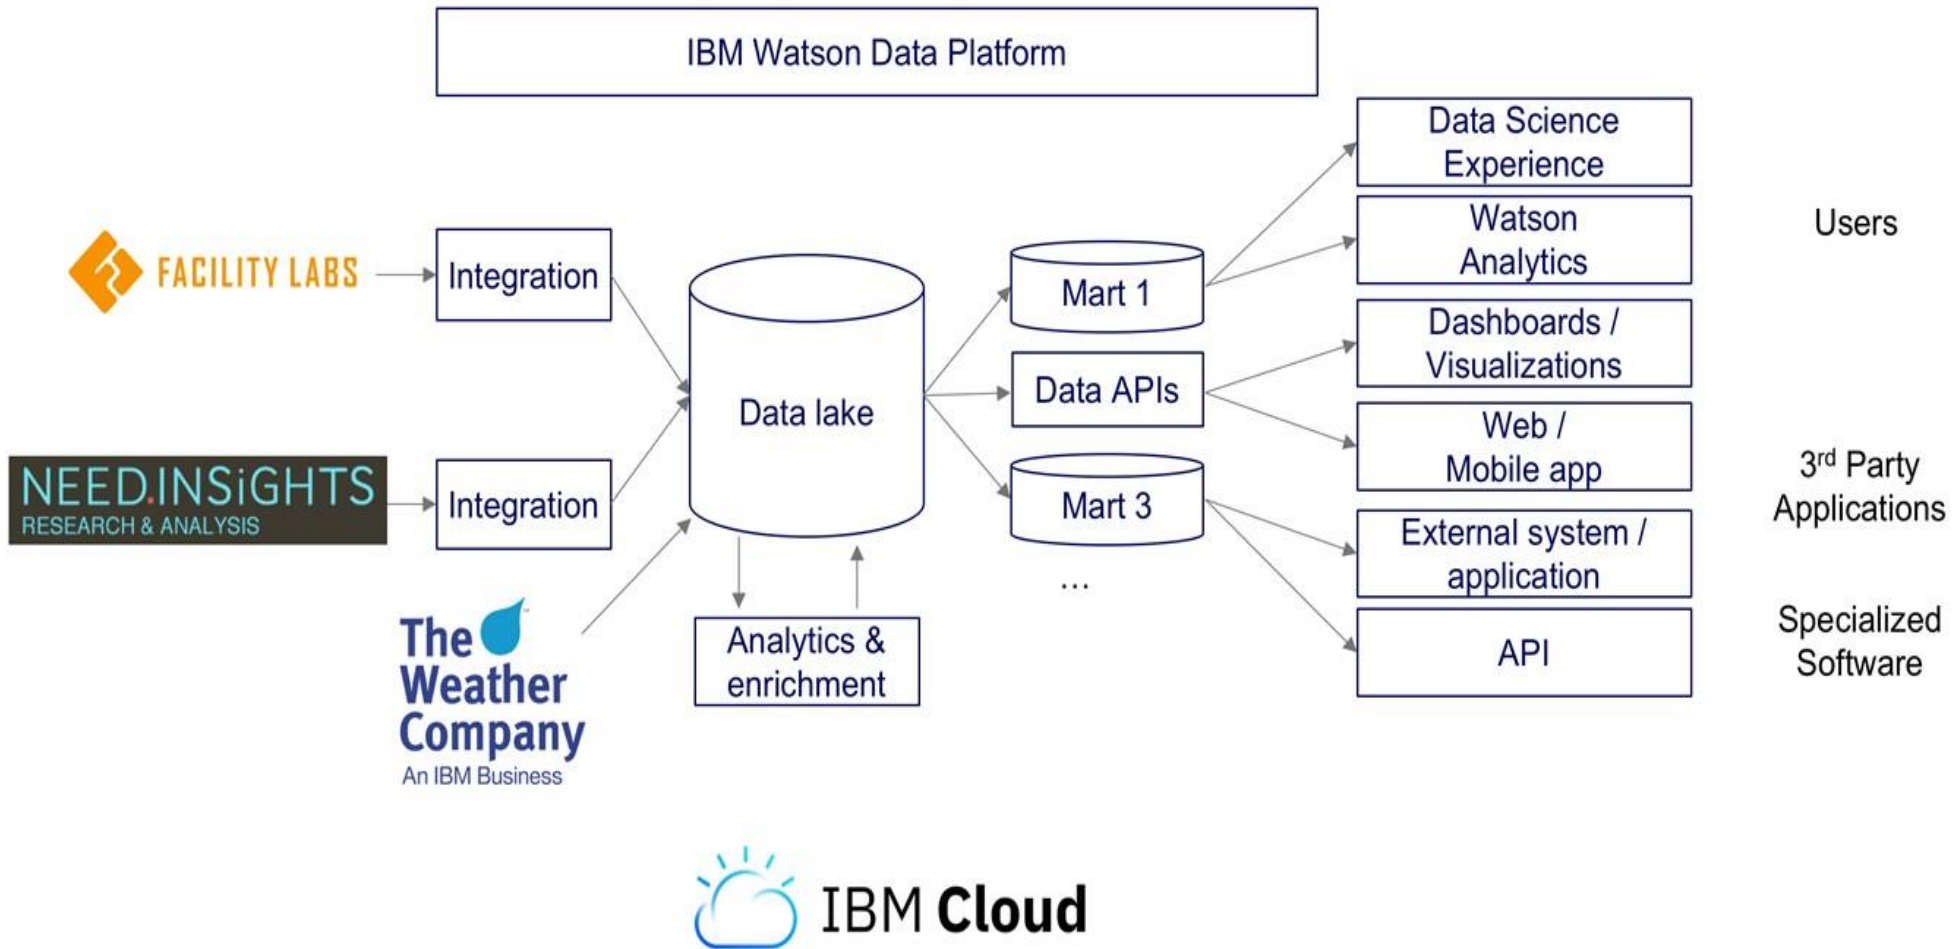 IBM Watson Data Platform
Data Science
Experience
Watson
Analytics
Users
FACILITY LABS
Integration
Mart 1
Dashboards /
Visualizations
Data lake
Data APIs
Web /
Mobile app
3rd Party
Applications
NEED.INSiGHTS
RESEARCH & ANALYSIS
Integration
Mart 3
External system /
application
...
The
Weather
Company
An IBM Business
Analytics &
enrichment
API
Specialized
Software
IBM Cloud